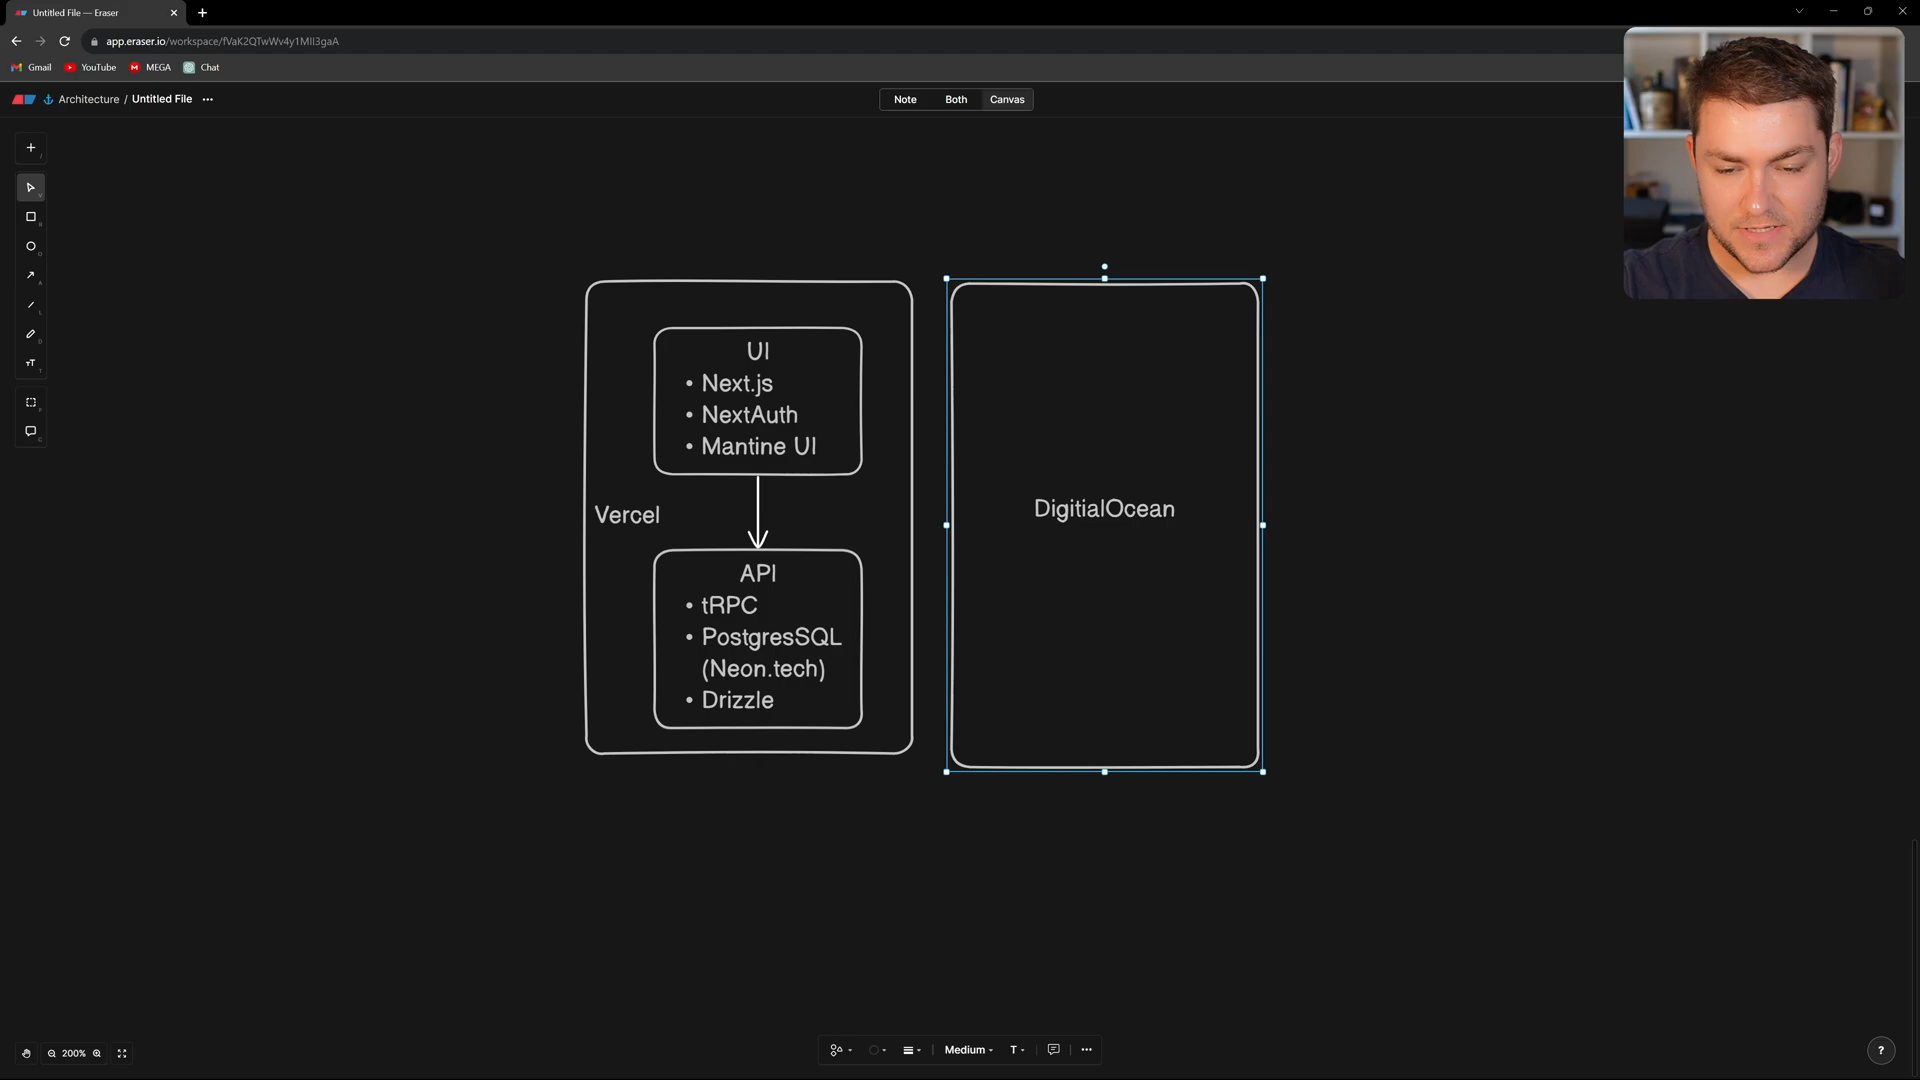 Untitled File — Eraser
app.eraser.io/workspace/fVaK2QTwWv4y1MII3gaA
Gmail YouTube MEGA Chat
Architecture / Untitled File ...
Note Both Canvas
UI
• Next.js
• NextAuth
• Mantine UI
Vercel
API
• tRPC
• PostgresSQL
(Neon.tech)
• Drizzle
DigitialOcean
200%
Medium
T
?